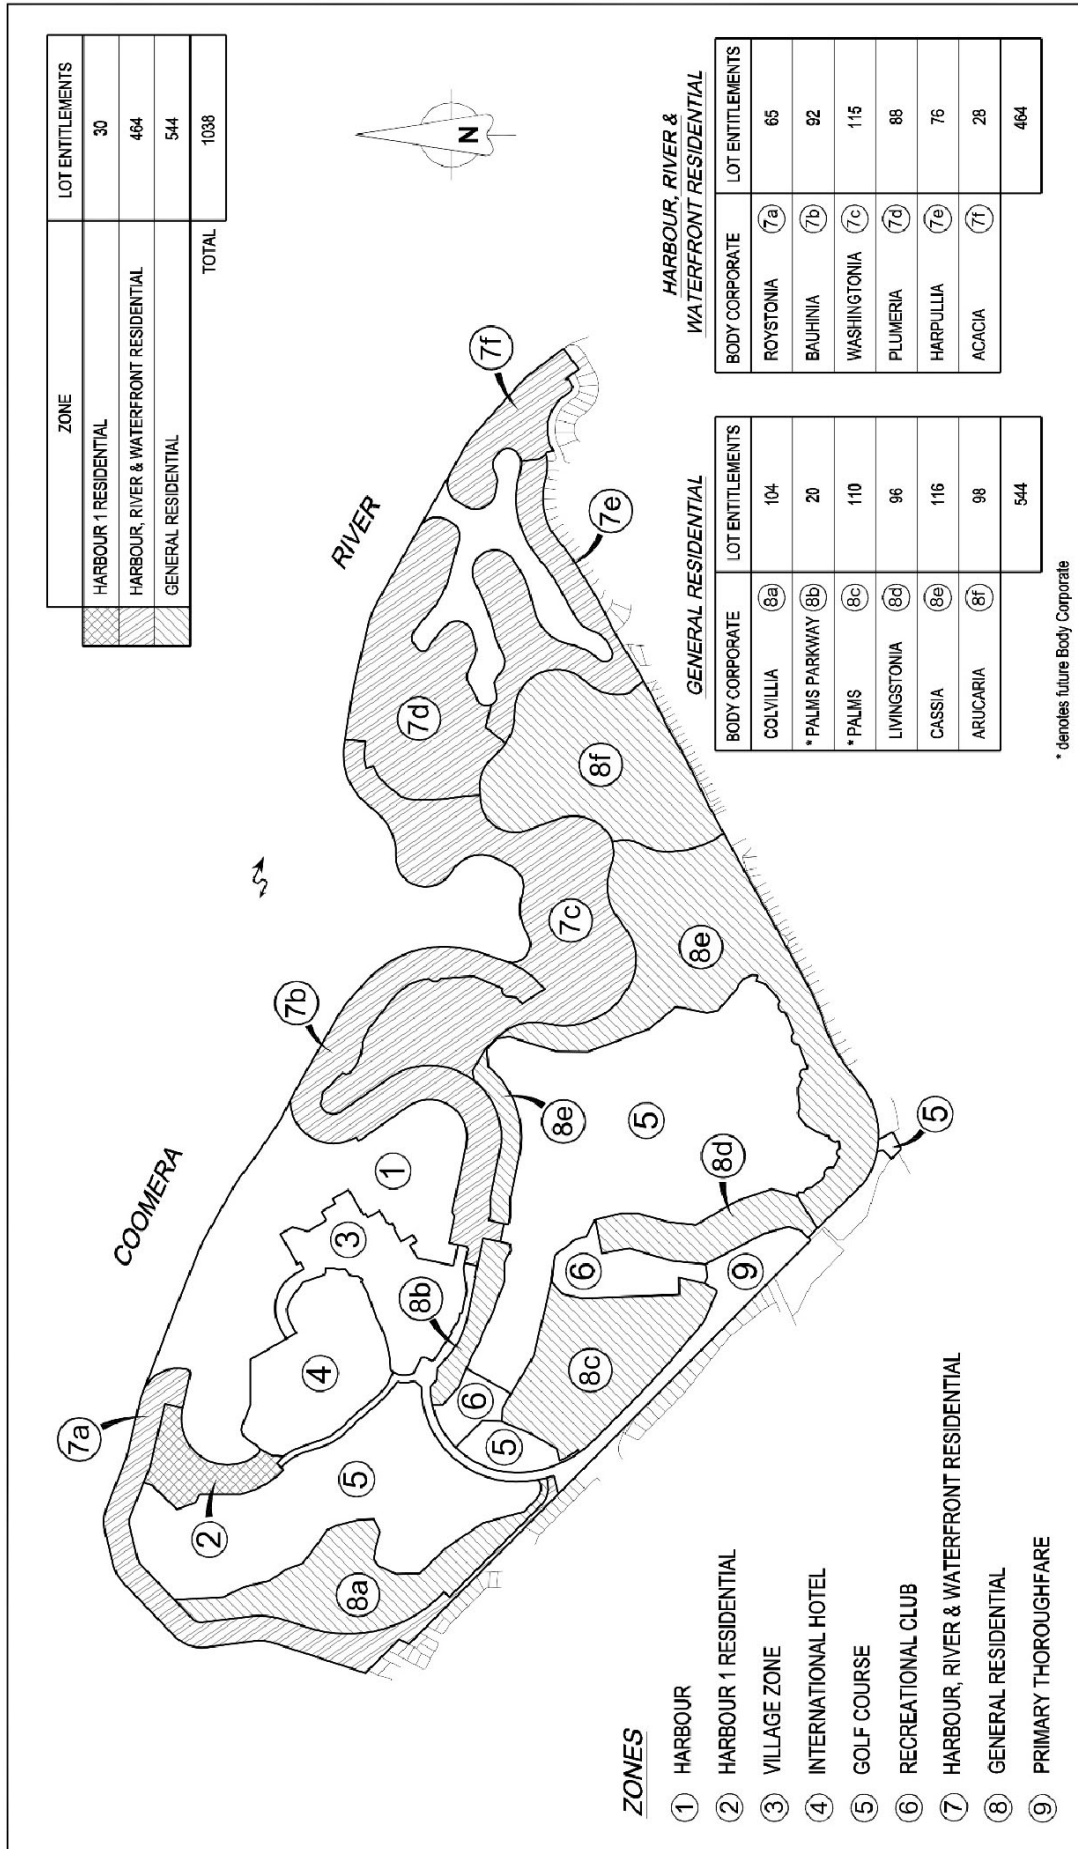 ZONE LOT ENTITLEMENTS
HARBOUR 1 RESIDENTIAL 30
HARBOUR, RIVER & WATERFRONT RESIDENTIAL 464
GENERAL RESIDENTIAL 544
TOTAL 1038
N
COOMERA
RIVER
7a
2
8a
5
4
3
1
7b
8b
6
5
8c
6
9
8d
5
5
8e
8e
7c
7d
8f
7e
7f
ZONES
1 HARBOUR
2 HARBOUR 1 RESIDENTIAL
3 VILLAGE ZONE
4 INTERNATIONAL HOTEL
5 GOLF COURSE
6 RECREATIONAL CLUB
7 HARBOUR, RIVER & WATERFRONT RESIDENTIAL
8 GENERAL RESIDENTIAL
9 PRIMARY THOROUGHFARE
GENERAL RESIDENTIAL
BODY CORPORATE LOT ENTITLEMENTS
COLVILLIA 8a 104
* PALMS PARKWAY 8b 20
* PALMS 8c 110
LIVINGSTONIA 8d 96
CASSIA 8e 116
ARUCARIA 8f 98
544
* denotes future Body Corporate
HARBOUR, RIVER &
WATERFRONT RESIDENTIAL
BODY CORPORATE LOT ENTITLEMENTS
ROYSTONIA 7a 65
BAUHINIA 7b 92
WASHINGTONIA 7c 115
PLUMERIA 7d 88
HARPULLIA 7e 76
ACACIA 7f 28
464